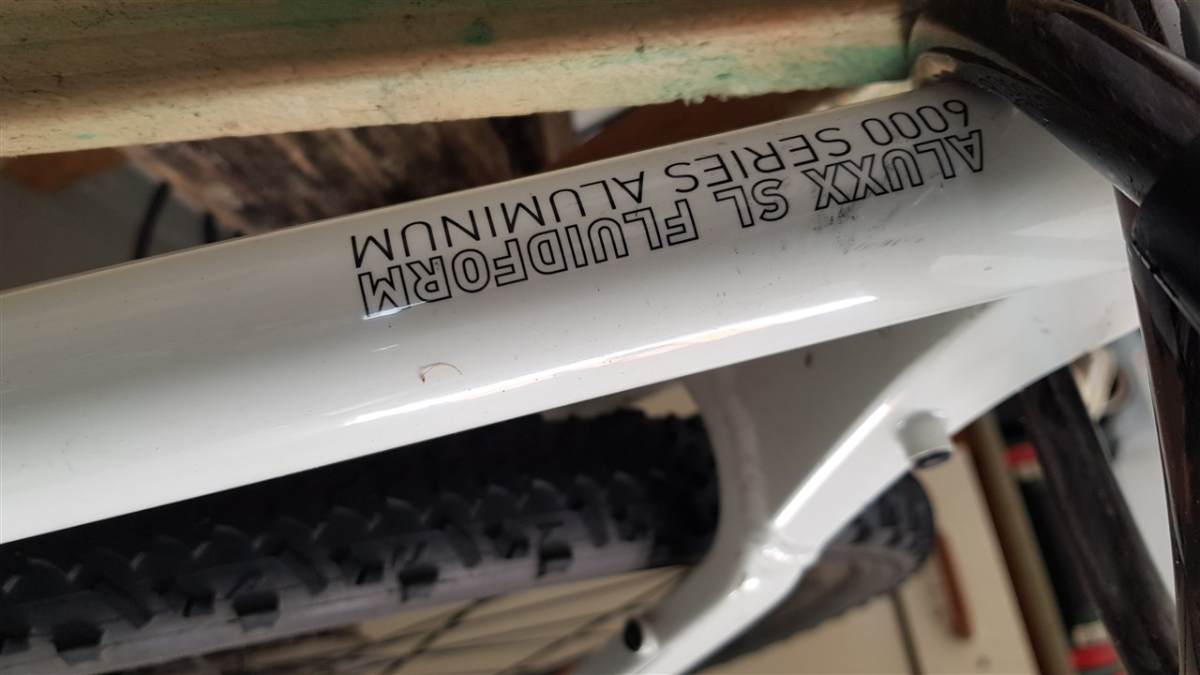 ALUXX SL FLUIDFORM
6000 SERIES ALUMINUM